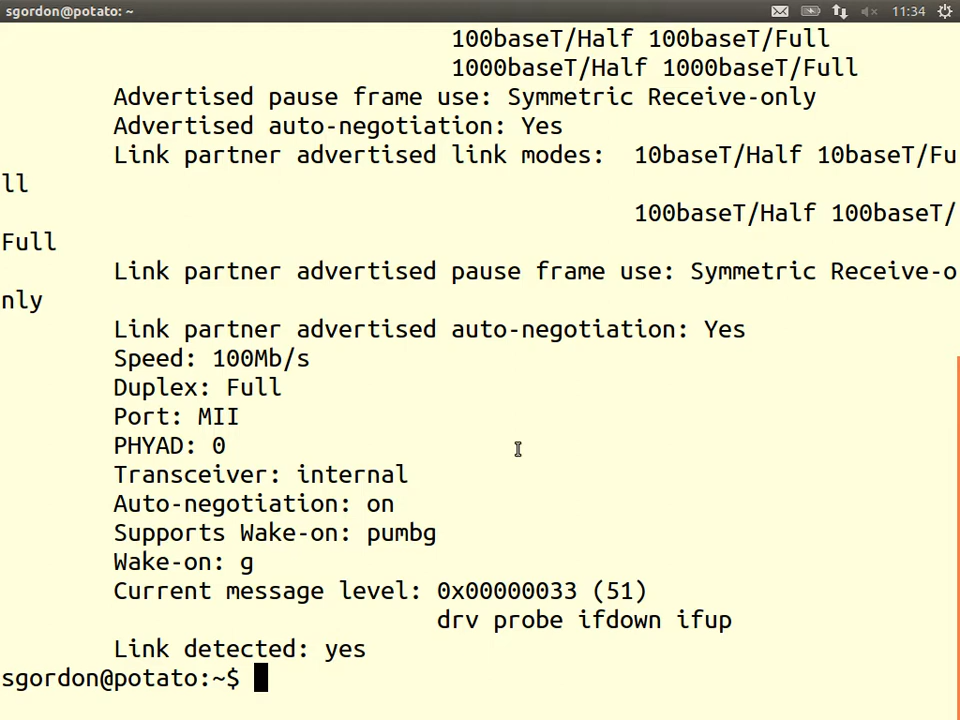 sgordon@potato: ~ 11:34
100baseT/Half 100baseT/Full
1000baseT/Half 1000baseT/Full
Advertised pause frame use: Symmetric Receive-only
Advertised auto-negotiation: Yes
Link partner advertised link modes:  10baseT/Half 10baseT/Fu
ll
100baseT/Half 100baseT/
Full
Link partner advertised pause frame use: Symmetric Receive-o
nly
Link partner advertised auto-negotiation: Yes
Speed: 100Mb/s
Duplex: Full
Port: MII
PHYAD: 0
Transceiver: internal
Auto-negotiation: on
Supports Wake-on: pumbg
Wake-on: g
Current message level: 0x00000033 (51)
drv probe ifdown ifup
Link detected: yes
sgordon@potato:~$